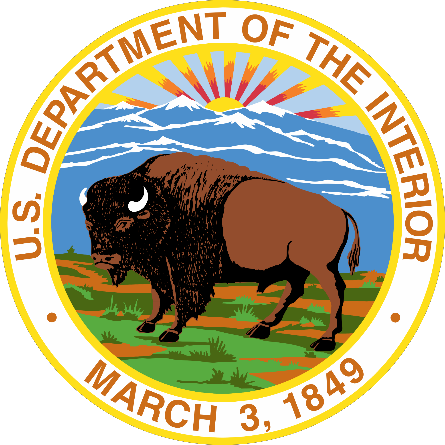 U.S. DEPARTMENT OF THE INTERIOR
MARCH 3, 1849